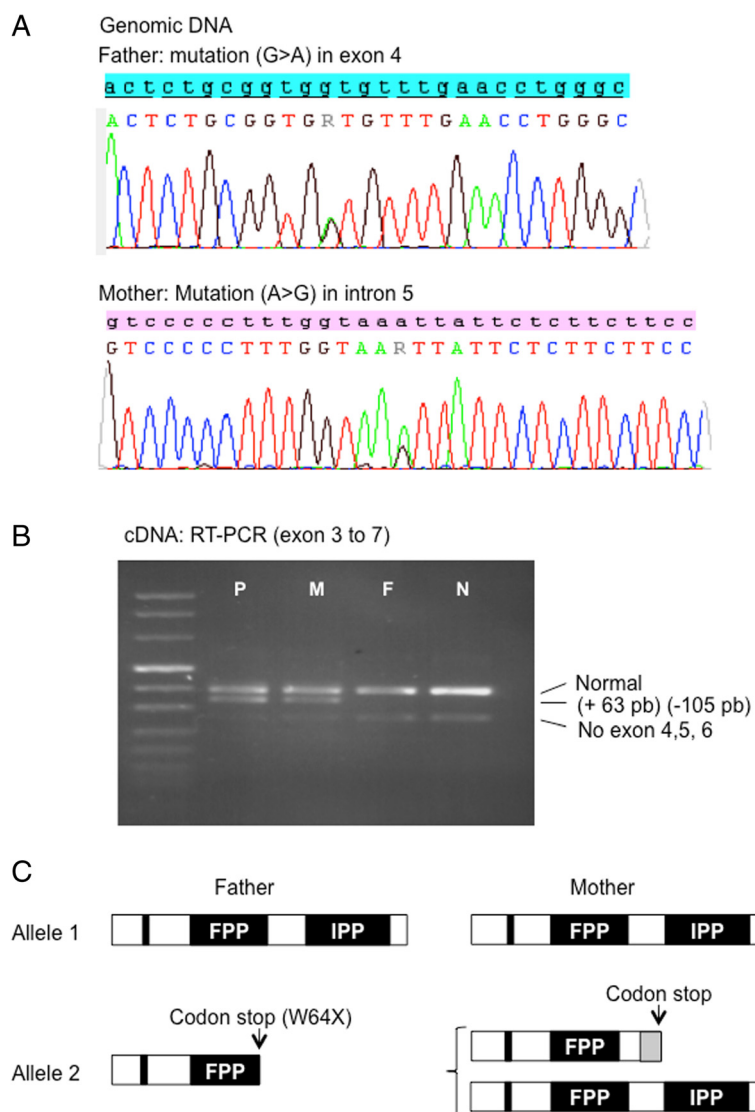 A
Genomic DNA
Father: mutation (G>A) in exon 4
actctgcggtggtgtttgaacctgggc
ACTCTGCGGTGRTGTTTGAACCTGGGC
Mother: Mutation (A>G) in intron 5
gtccccctttggtaaattattctcttcttcc
GTCCCCCTTTGGTAARTTATTCTCTTCTTCC
B
cDNA: RT-PCR (exon 3 to 7)
P M F N
Normal
(+ 63 pb) (-105 pb)
No exon 4,5, 6
C
Father Mother
Allele 1 FPP IPP FPP IPP
Codon stop (W64X) Codon stop
Allele 2 FPP FPP
FPP IPP